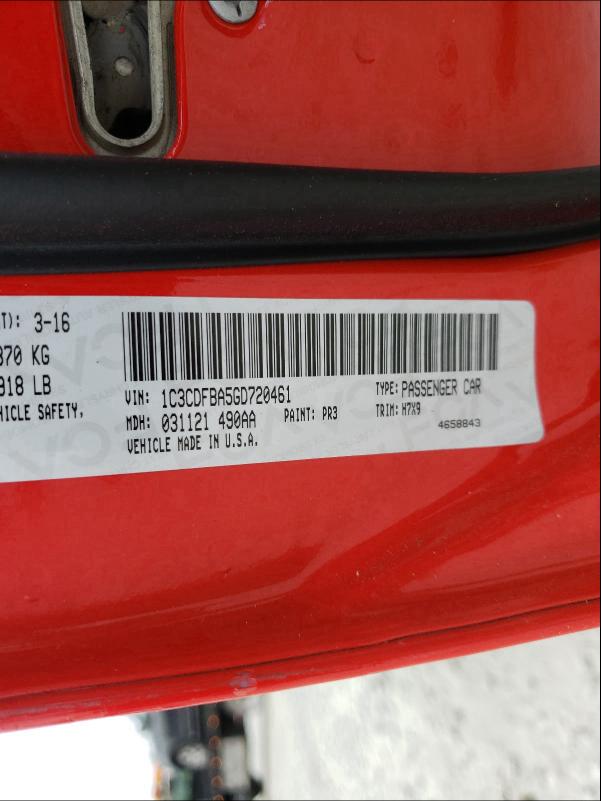 T): 3-16
870 KG
918 LB
HICLE SAFETY,
VIN: 1C3CDFBA5GD720461 TYPE: PASSENGER CAR
MDH: 031121 490AA PAINT: PR3 TRIM: H7X9
VEHICLE MADE IN U.S.A. 4658843